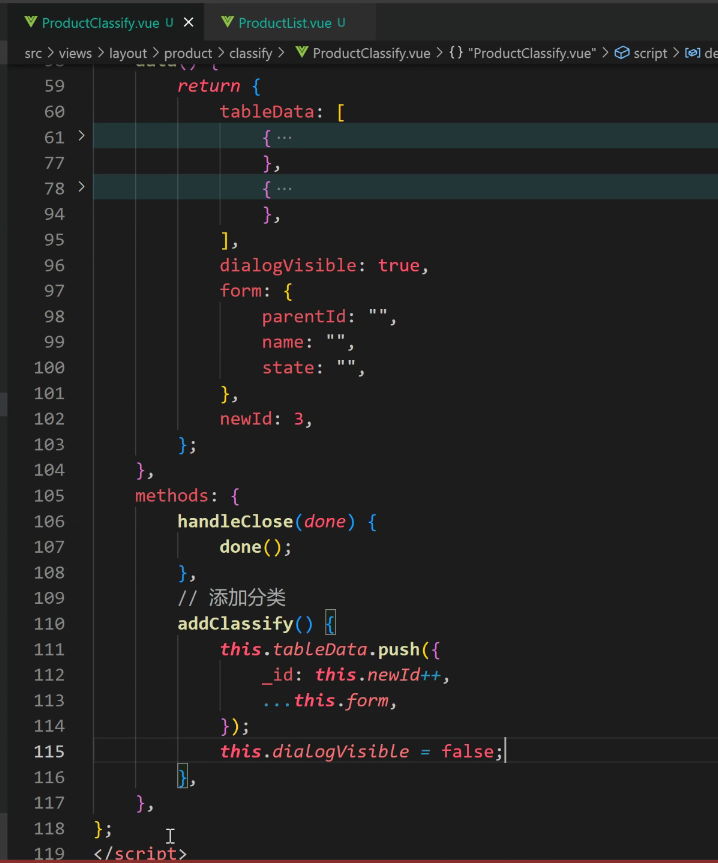 ProductClassify.vue U × ProductList.vue U
src > views > layout > product > classify > ProductClassify.vue > {} "ProductClassify.vue" > script > de
58 data() {
59 return {
60 tableData: [
61 > { ...
77 },
78 > { ...
94 },
95 ],
96 dialogVisible: true,
97 form: {
98 parentId: "",
99 name: "",
100 state: "",
101 },
102 newId: 3,
103 };
104 },
105 methods: {
106 handleClose(done) {
107 done();
108 },
109 // 添加分类
110 addClassify() {
111 this.tableData.push({
112 _id: this.newId++,
113 ...this.form,
114 });
115 this.dialogVisible = false;
116 },
117 },
118 };
119 </script>